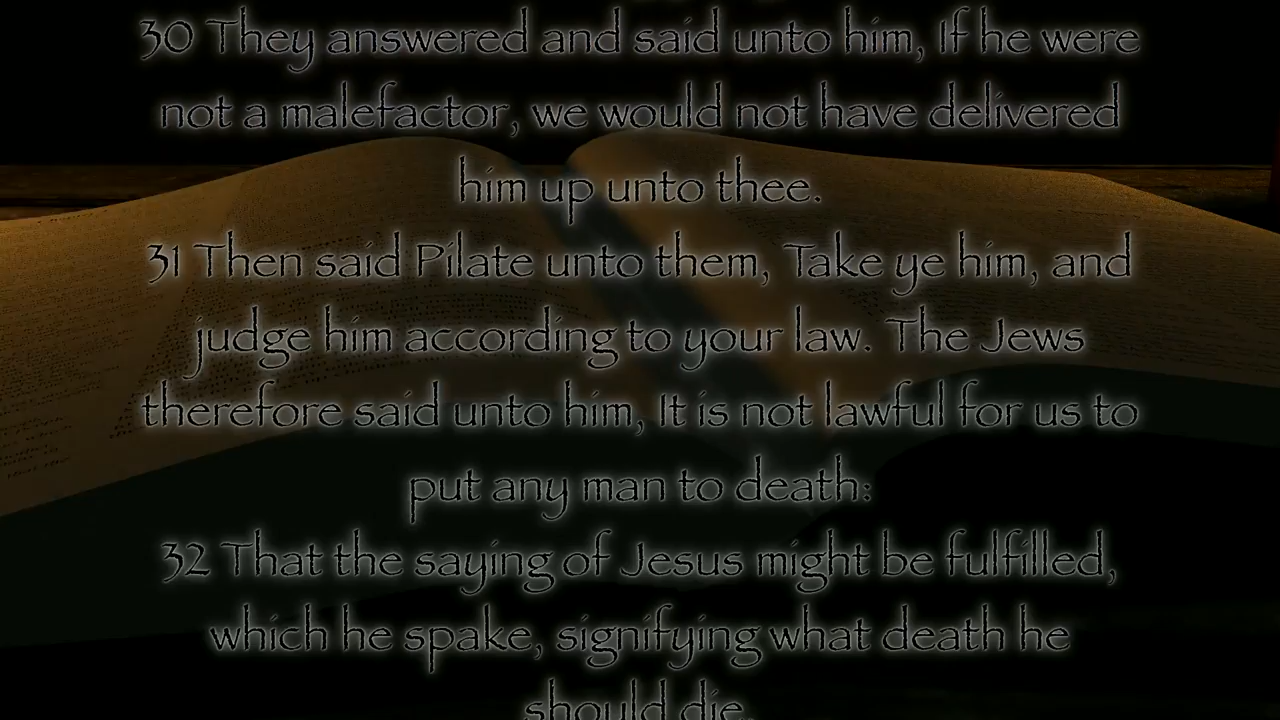 30 They answered and said unto him, If he were
not a malefactor, we would not have delivered
him up unto thee.
31 Then said Pilate unto them, Take ye him, and
judge him according to your law. The Jews
therefore said unto him, It is not lawful for us to
put any man to death:
32 That the saying of Jesus might be fulfilled,
which he spake, signifying what death he
should die.